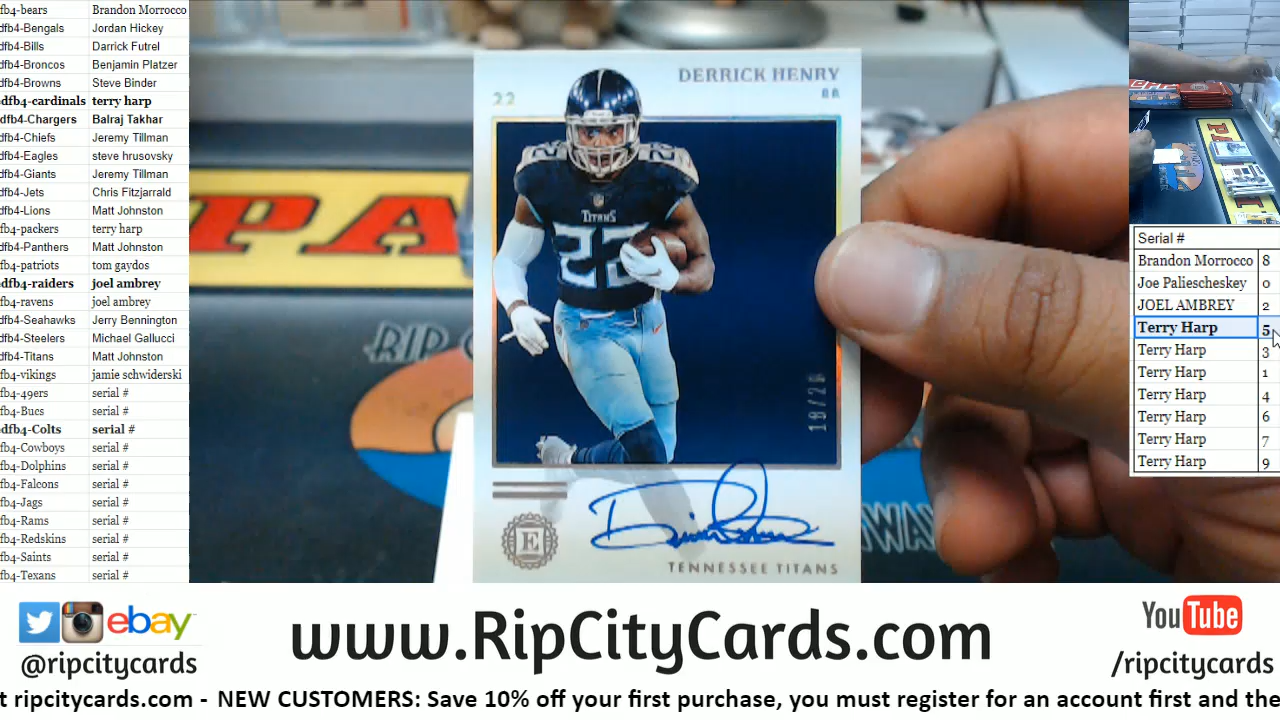 fb4-bears Brandon Morrocco
dfb4-Bengals Jordan Hickey
dfb4-Bills Darrick Futrel
dfb4-Broncos Benjamin Platzer
dfb4-Browns Steve Binder
dfb4-cardinals terry harp
dfb4-Chargers Balraj Takhar
dfb4-Chiefs Jeremy Tillman
dfb4-Eagles steve hrusovsky
dfb4-Giants Jeremy Tillman
dfb4-Jets Chris Fitzjarrald
dfb4-Lions Matt Johnston
dfb4-packers terry harp
dfb4-Panthers Matt Johnston
fb4-patriots tom gaydos
dfb4-raiders joel ambrey
fb4-ravens joel ambrey
dfb4-Seahawks Jerry Bennington
dfb4-Steelers Michael Gallucci
dfb4-Titans Matt Johnston
dfb4-vikings jamie schwiderski
fb4-49ers serial #
fb4-Bucs serial #
dfb4-Colts serial #
fb4-Cowboys serial #
fb4-Dolphins serial #
fb4-Falcons serial #
fb4-Jags serial #
fb4-Rams serial #
fb4-Redskins serial #
fb4-Saints serial #
fb4-Texans serial #
DERRICK HENRY
22 RB
TITANS
22
PA
RIP
E
TENNESSEE TITANS
WAY
PA
Serial #
Brandon Morrocco 8
Joe Paliescheskey 0
JOEL AMBREY 2
Terry Harp 5
Terry Harp 3
Terry Harp 1
Terry Harp 4
Terry Harp 6
Terry Harp 7
Terry Harp 9
ebay
@ripcitycards
www.RipCityCards.com
YouTube
/ripcitycards
t ripcitycards.com - NEW CUSTOMERS: Save 10% off your first purchase, you must register for an account first and the